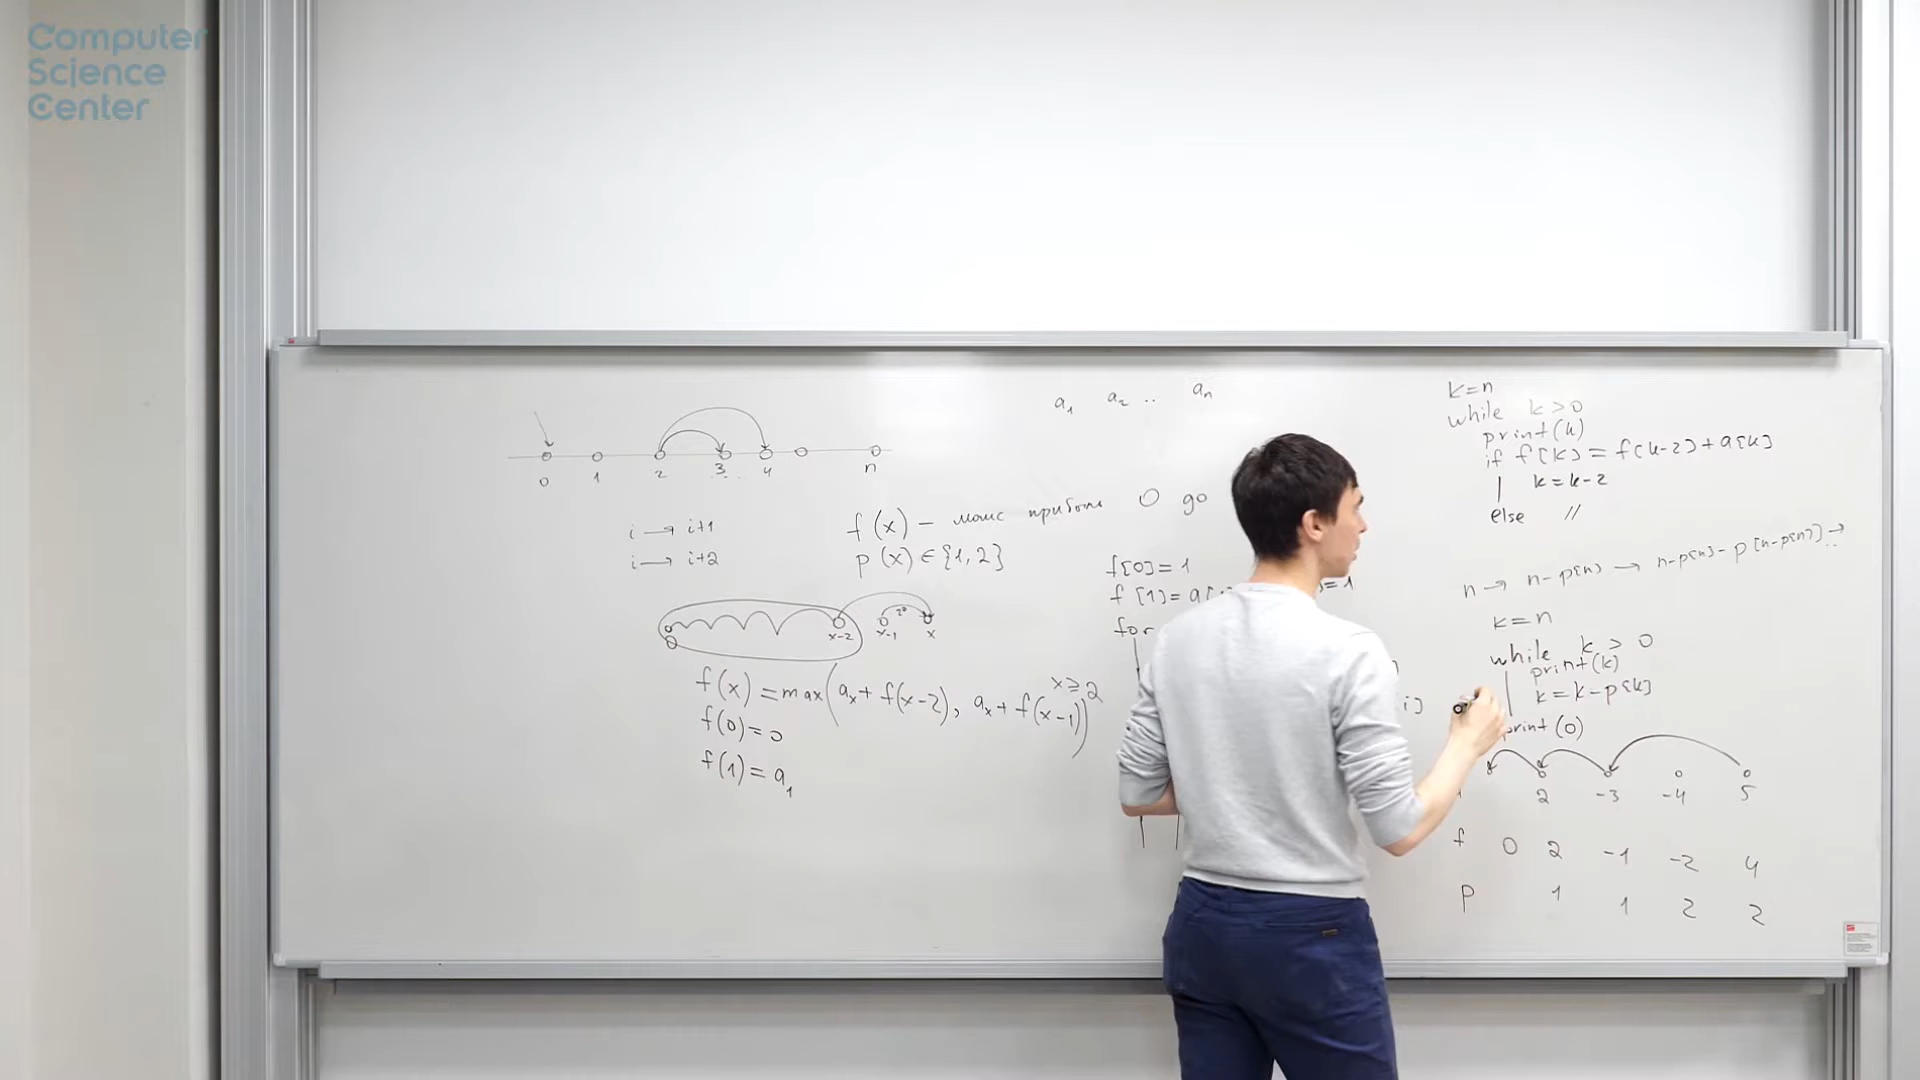 Computer
Science
Center
0 1 2 3 4 n
i → i+1
i → i+2
a₁ a₂ .. aₙ
f(x) – макс прибыль 0 до
p(x) ∈ {1, 2}
x-2 x-1 x
f(x) = max(aₓ + f(x-2), aₓ + f(x-1)) x ≥ 2
f(0) = 0
f(1) = a₁
f[0] = 1
f[1] = a[
= 1
for
i]
k=n
while k>0
print(k)
if f[k] = f[k-2] + a[k]
k = k-2
else //
n → n-p[n] → n-p[n]-p[n-p[n]] → ..
k=n
while k > 0
print(k)
k = k-p[k]
print(0)
2 -3 -4 5
f 0 2 -1 -2 4
p 1 1 2 2